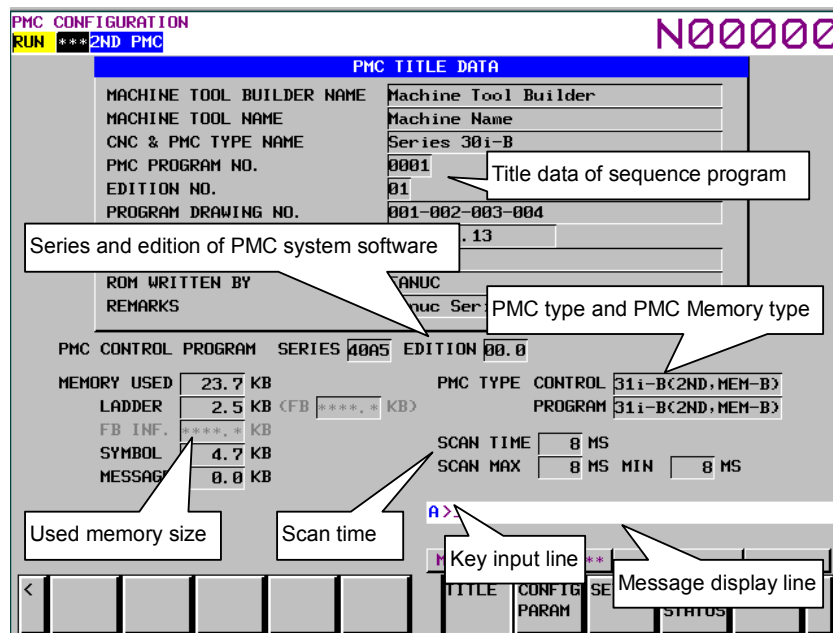 PMC CONFIGURATION
RUN ***2ND PMC
N00000
PMC TITLE DATA
MACHINE TOOL BUILDER NAME Machine Tool Builder
MACHINE TOOL NAME Machine Name
CNC & PMC TYPE NAME Series 30i-B
PMC PROGRAM NO. 0001
Title data of sequence program
EDITION NO. 01
PROGRAM DRAWING NO. 001-002-003-004
Series and edition of PMC system software
.13
ROM WRITTEN BY FANUC
REMARKS nuc Ser
PMC type and PMC Memory type
PMC CONTROL PROGRAM SERIES 40A5 EDITION 00.0
MEMORY USED 23.7 KB PMC TYPE CONTROL 31i-B(2ND,MEM-B)
LADDER 2.5 KB (FB ****.* KB) PROGRAM 31i-B(2ND,MEM-B)
FB INF. ****.* KB
SYMBOL 4.7 KB SCAN TIME 8 MS
MESSAG 0.0 KB SCAN MAX 8 MS MIN 8 MS
A>_
Used memory size
Scan time
Key input line
M **
Message display line
< TITLE CONFIG PARAM SE STATUS